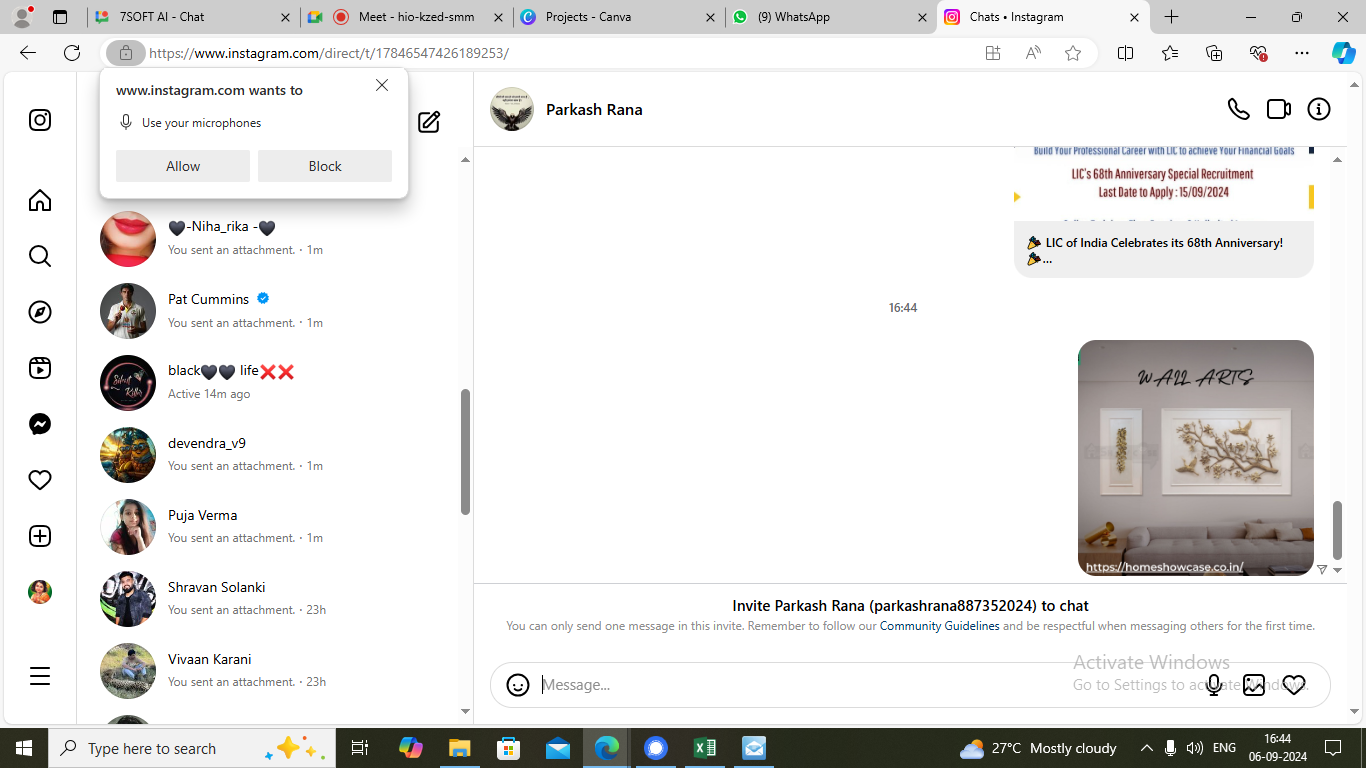 7SOFT AI - Chat
Meet - hio-kzed-smm
Projects - Canva
(9) WhatsApp
Chats • Instagram
https://www.instagram.com/direct/t/17846547426189253/
www.instagram.com wants to
Use your microphones
Allow
Block
🖤-Niha_rika -🖤
You sent an attachment. · 1m
Pat Cummins
You sent an attachment. · 1m
black🖤🖤 life❌❌
Active 14m ago
devendra_v9
You sent an attachment. · 1m
Puja Verma
You sent an attachment. · 1m
Shravan Solanki
You sent an attachment. · 23h
Vivaan Karani
You sent an attachment. · 23h
Parkash Rana
Build Your Professional Career with LIC to achieve Your Financial Goals
LIC's 68th Anniversary Special Recruitment
Last Date to Apply : 15/09/2024
🎉 LIC of India Celebrates its 68th Anniversary!
🎉...
16:44
WALL ARTS
https://homeshowcase.co.in/
Invite Parkash Rana (parkashrana887352024) to chat
You can only send one message in this invite. Remember to follow our Community Guidelines and be respectful when messaging others for the first time.
Message...
Activate Windows
Go to Settings to activate Windows.
Type here to search
27°C Mostly cloudy
ENG
16:44
06-09-2024